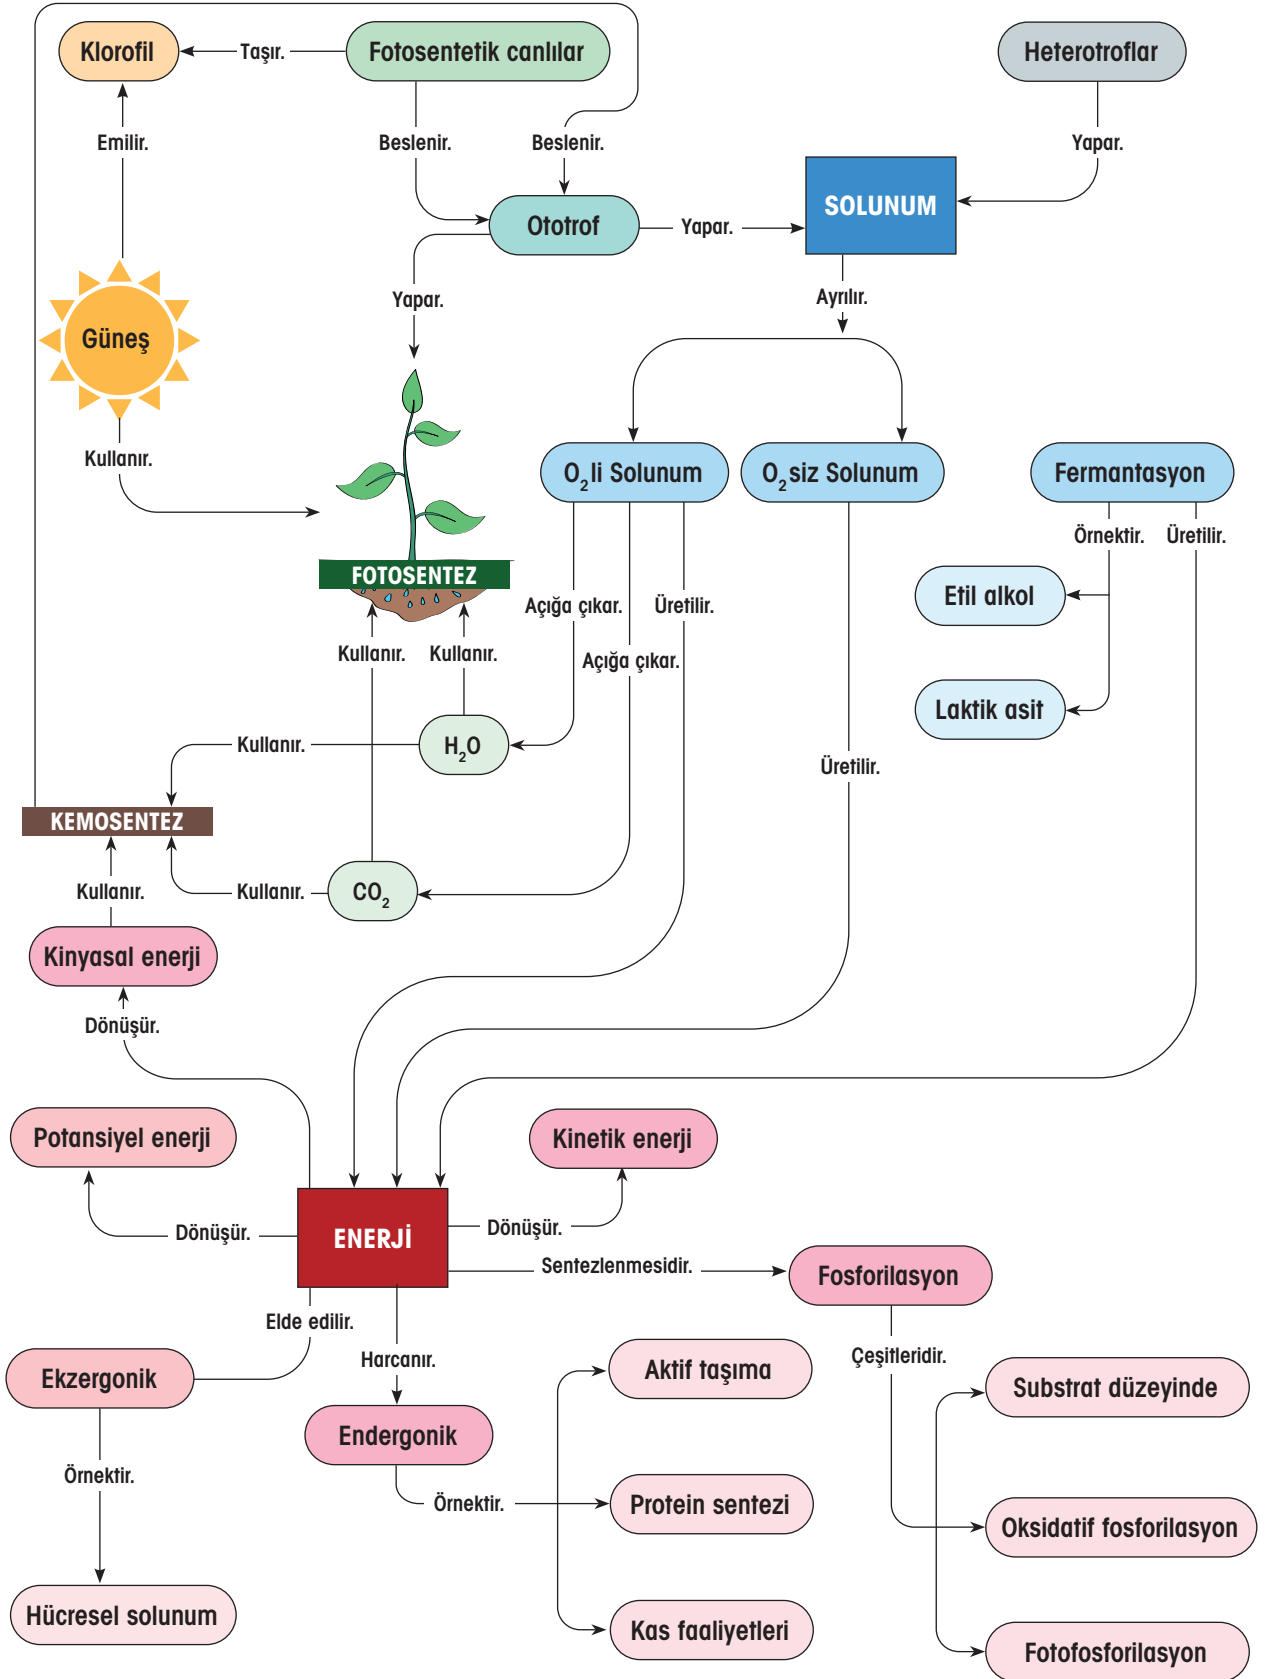 Klorofil
Taşır.
Fotosentetik canlılar
Heterotroflar
Emilir.
Beslenir.
Beslenir.
Yapar.
SOLUNUM
Ototrof
Yapar.
Ayrılır.
Yapar.
Güneş
Kullanır.
O2li Solunum
O2siz Solunum
Fermantasyon
Örnektir.
Üretilir.
FOTOSENTEZ
Etil alkol
Açığa çıkar.
Üretilir.
Kullanır.
Kullanır.
Açığa çıkar.
Laktik asit
Kullanır.
H2O
Üretilir.
KEMOSENTEZ
Kullanır.
Kullanır.
CO2
Kinyasal enerji
Dönüşür.
Potansiyel enerji
Kinetik enerji
Dönüşür.
ENERJİ
Dönüşür.
Sentezlenmesidir.
Fosforilasyon
Elde edilir.
Harcanır.
Çeşitleridir.
Ekzergonik
Aktif taşıma
Substrat düzeyinde
Endergonik
Örnektir.
Örnektir.
Protein sentezi
Oksidatif fosforilasyon
Hücresel solunum
Kas faaliyetleri
Fotofosforilasyon